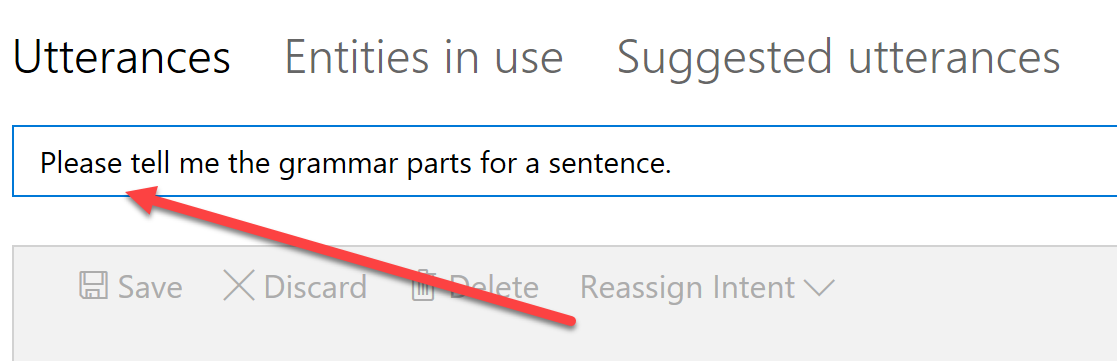 Utterances Entities in use Suggested utterances
Please tell me the grammar parts for a sentence.
Save Discard Delete Reassign Intent